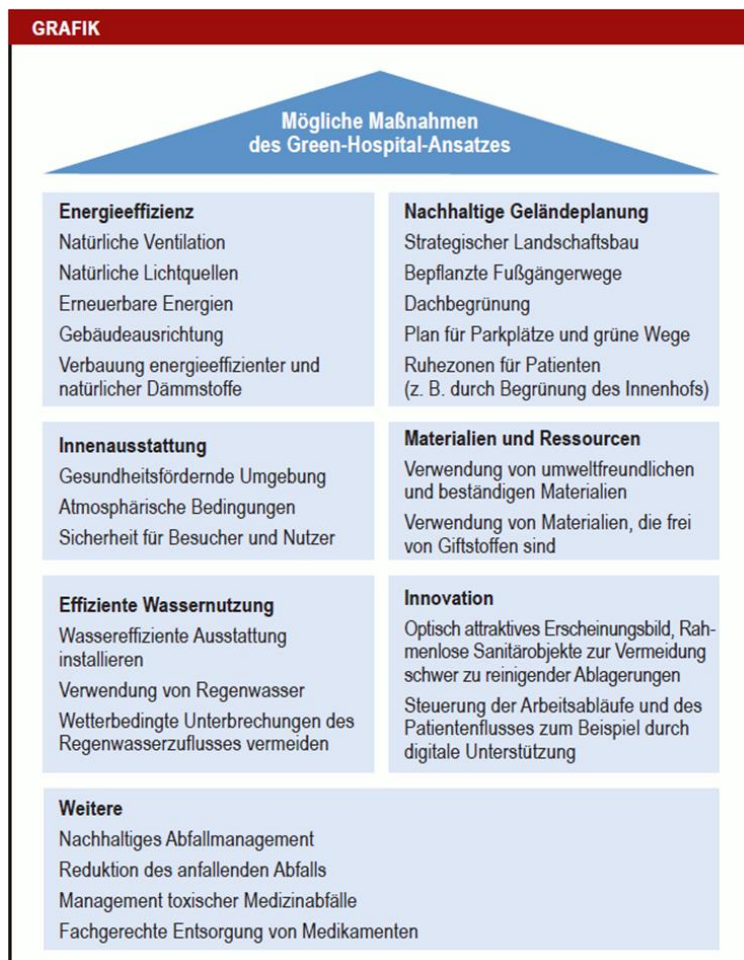 GRAFIK
Mögliche Maßnahmen
des Green-Hospital-Ansatzes
Energieeffizienz
Natürliche Ventilation
Natürliche Lichtquellen
Erneuerbare Energien
Gebäudeausrichtung
Verbauung energieeffizienter und
natürlicher Dämmstoffe
Nachhaltige Geländeplanung
Strategischer Landschaftsbau
Bepflanzte Fußgängerwege
Dachbegrünung
Plan für Parkplätze und grüne Wege
Ruhezonen für Patienten
(z. B. durch Begrünung des Innenhofs)
Innenausstattung
Gesundheitsfördernde Umgebung
Atmosphärische Bedingungen
Sicherheit für Besucher und Nutzer
Materialien und Ressourcen
Verwendung von umweltfreundlichen
und beständigen Materialien
Verwendung von Materialien, die frei
von Giftstoffen sind
Effiziente Wassernutzung
Wassereffiziente Ausstattung
installieren
Verwendung von Regenwasser
Wetterbedingte Unterbrechungen des
Regenwasserzuflusses vermeiden
Innovation
Optisch attraktives Erscheinungsbild, Rah-
menlose Sanitärobjekte zur Vermeidung
schwer zu reinigender Ablagerungen
Steuerung der Arbeitsabläufe und des
Patientenflusses zum Beispiel durch
digitale Unterstützung
Weitere
Nachhaltiges Abfallmanagement
Reduktion des anfallenden Abfalls
Management toxischer Medizinabfälle
Fachgerechte Entsorgung von Medikamenten